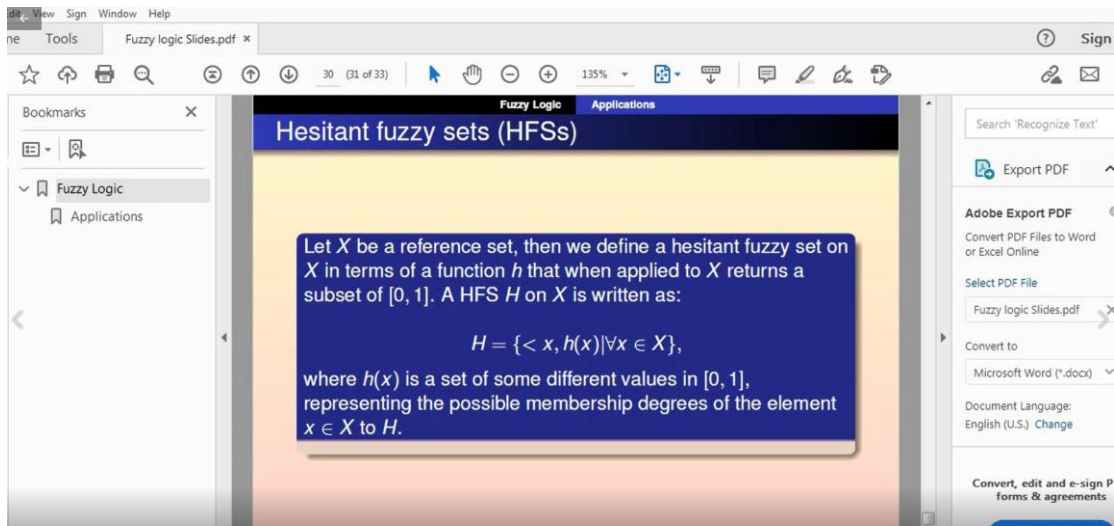 Edit View Sign Window Help
Tools
Fuzzy logic Slides.pdf ×
Sign
30 (31 of 33)
135%
Bookmarks
Fuzzy Logic
Applications
Fuzzy Logic Applications
Hesitant fuzzy sets (HFSs)
Let X be a reference set, then we define a hesitant fuzzy set on
X in terms of a function h that when applied to X returns a
subset of [0, 1]. A HFS H on X is written as:
H = {< x, h(x)|∀x ∈ X},
where h(x) is a set of some different values in [0, 1],
representing the possible membership degrees of the element
x ∈ X to H.
Search 'Recognize Text'
Export PDF
Adobe Export PDF
Convert PDF Files to Word
or Excel Online
Select PDF File
Fuzzy logic Slides.pdf
Convert to
Microsoft Word (*.docx)
Document Language:
English (U.S.) Change
Convert, edit and e-sign P
forms & agreements